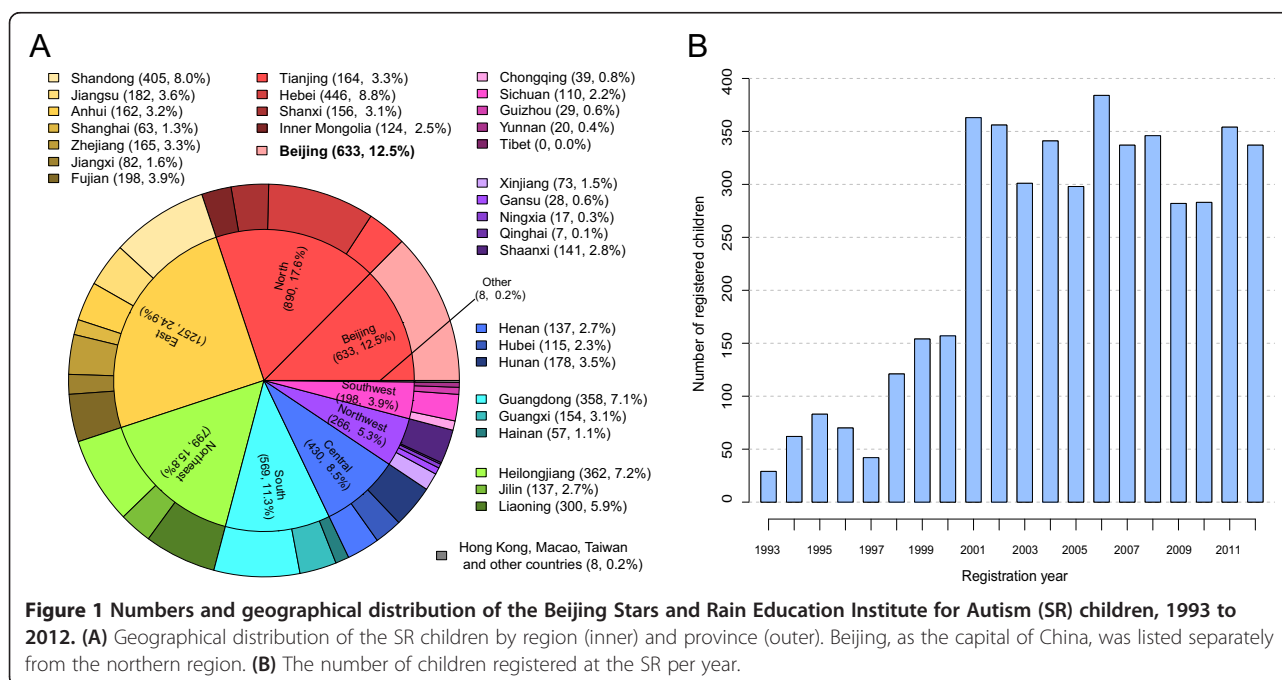 A
Shandong (405, 8.0%)
Jiangsu (182, 3.6%)
Anhui (162, 3.2%)
Shanghai (63, 1.3%)
Zhejiang (165, 3.3%)
Jiangxi (82, 1.6%)
Fujian (198, 3.9%)
Tianjing (164, 3.3%)
Hebei (446, 8.8%)
Shanxi (156, 3.1%)
Inner Mongolia (124, 2.5%)
Beijing (633, 12.5%)
Chongqing (39, 0.8%)
Sichuan (110, 2.2%)
Guizhou (29, 0.6%)
Yunnan (20, 0.4%)
Tibet (0, 0.0%)
Xinjiang (73, 1.5%)
Gansu (28, 0.6%)
Ningxia (17, 0.3%)
Qinghai (7, 0.1%)
Shaanxi (141, 2.8%)
Other
(8, 0.2%)
Henan (137, 2.7%)
Hubei (115, 2.3%)
Hunan (178, 3.5%)
Guangdong (358, 7.1%)
Guangxi (154, 3.1%)
Hainan (57, 1.1%)
Heilongjiang (362, 7.2%)
Jilin (137, 2.7%)
Liaoning (300, 5.9%)
Hong Kong, Macao, Taiwan
and other countries (8, 0.2%)
North
(890, 17.6%)
Beijing
(633, 12.5%)
East
(1257, 24.9%)
Southwest
(198, 3.9%)
Northwest
(266, 5.3%)
Central
(430, 8.5%)
South
(569, 11.3%)
Northeast
(799, 15.8%)
B
Number of registered children
400
350
300
250
200
150
100
50
0
1993 1995 1997 1999 2001 2003 2005 2007 2009 2011
Registration year
Figure 1 Numbers and geographical distribution of the Beijing Stars and Rain Education Institute for Autism (SR) children, 1993 to
2012. (A) Geographical distribution of the SR children by region (inner) and province (outer). Beijing, as the capital of China, was listed separately
from the northern region. (B) The number of children registered at the SR per year.